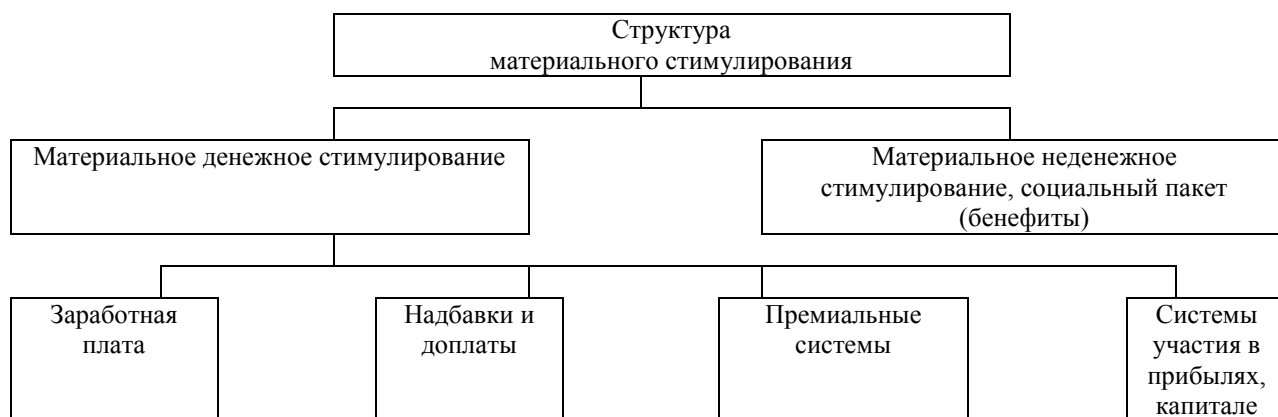 Структура
материального стимулирования
Материальное денежное стимулирование
Материальное неденежное
стимулирование, социальный пакет
(бенефиты)
Заработная
плата
Надбавки и
доплаты
Премиальные
системы
Системы
участия в
прибылях,
капитале